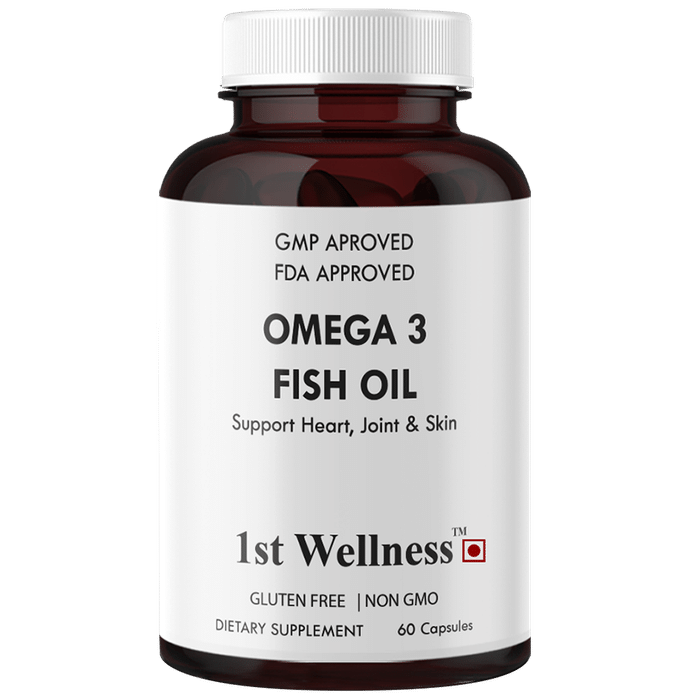 GMP APROVED
FDA APPROVED
OMEGA 3
FISH OIL
Support Heart, Joint & Skin
1st Wellness™
GLUTEN FREE | NON GMO
DIETARY SUPPLEMENT 60 Capsules